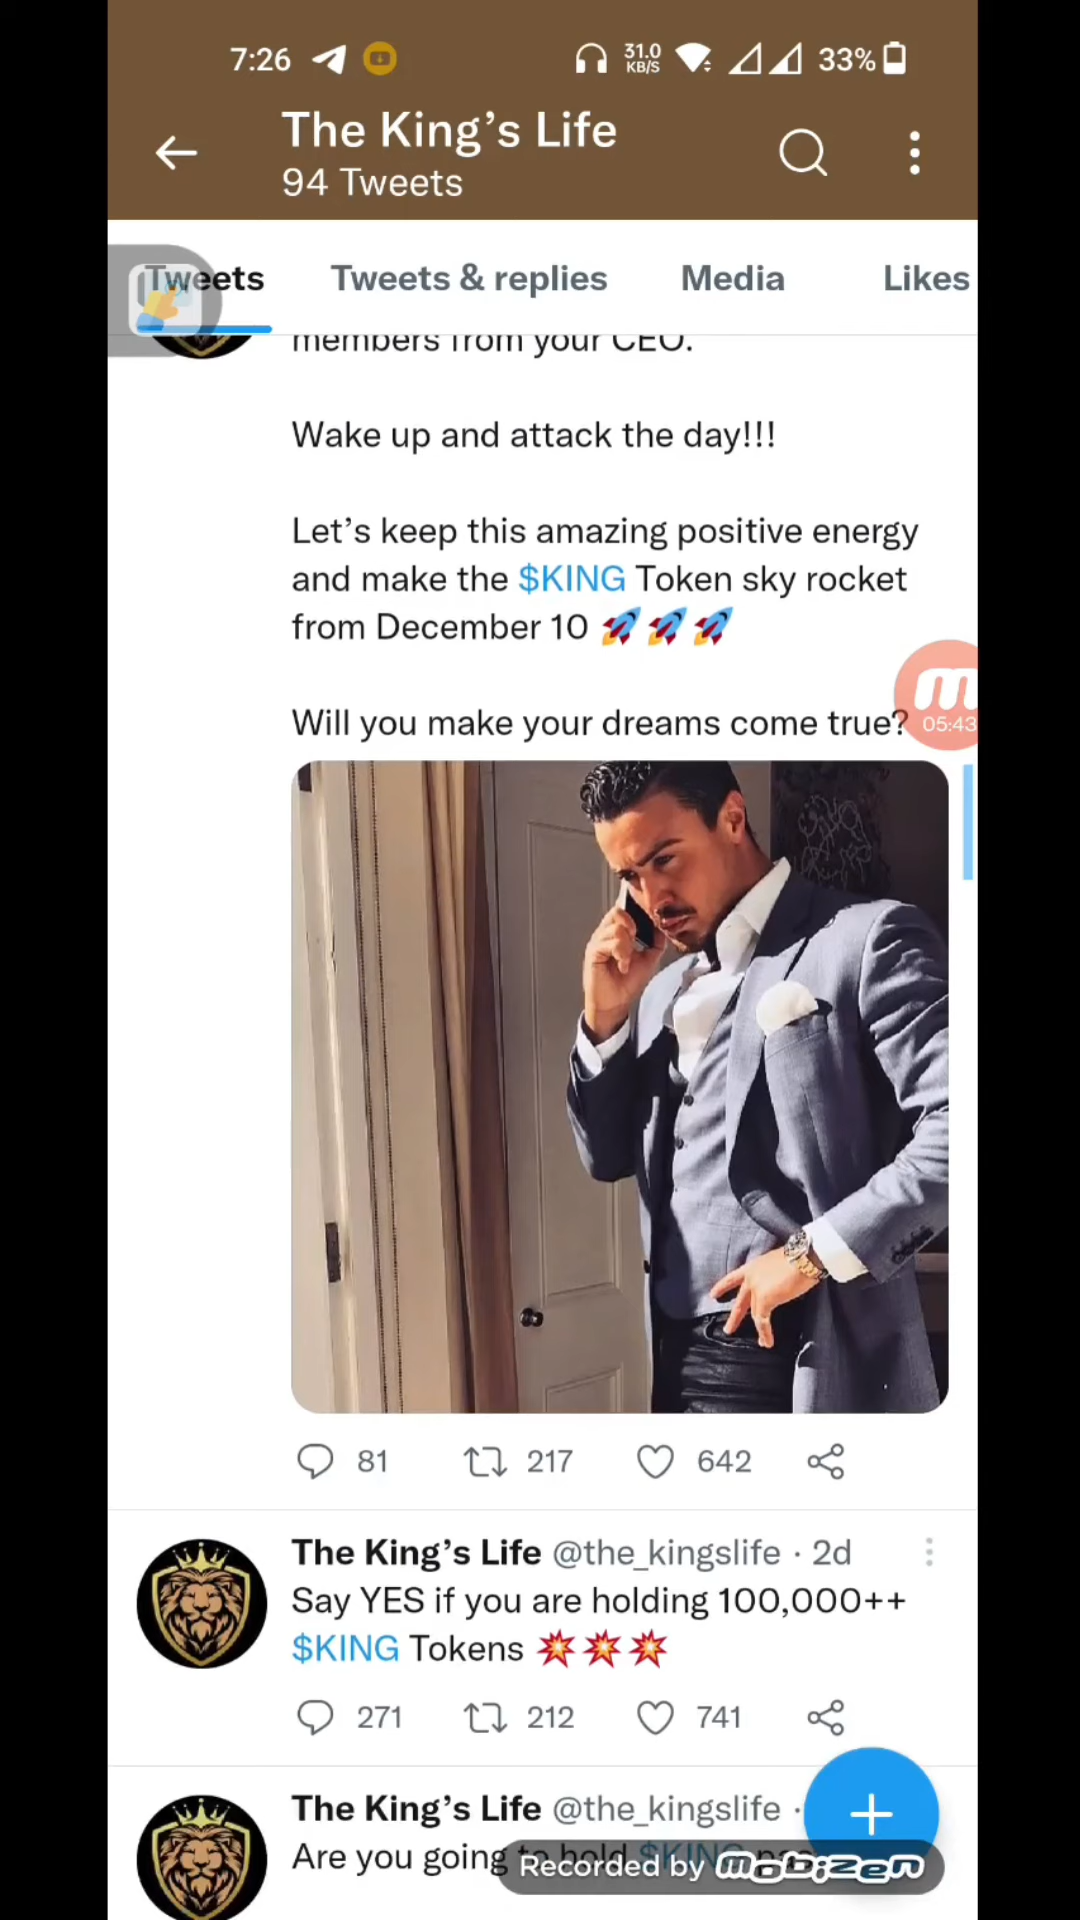 7:26 31.0 KB/S 33%
The King’s Life
94 Tweets
Tweets Tweets & replies Media Likes
members from your CEO.
Wake up and attack the day!!!
Let’s keep this amazing positive energy
and make the $KING Token sky rocket
from December 10 🚀🚀🚀
Will you make your dreams come true?
05:43
81 217 642
The King’s Life @the_kingslife · 2d
Say YES if you are holding 100,000++
$KING Tokens 💥💥💥
271 212 741
The King’s Life @the_kingslife ·
Are you going to hold $KING
Recorded by mobizen